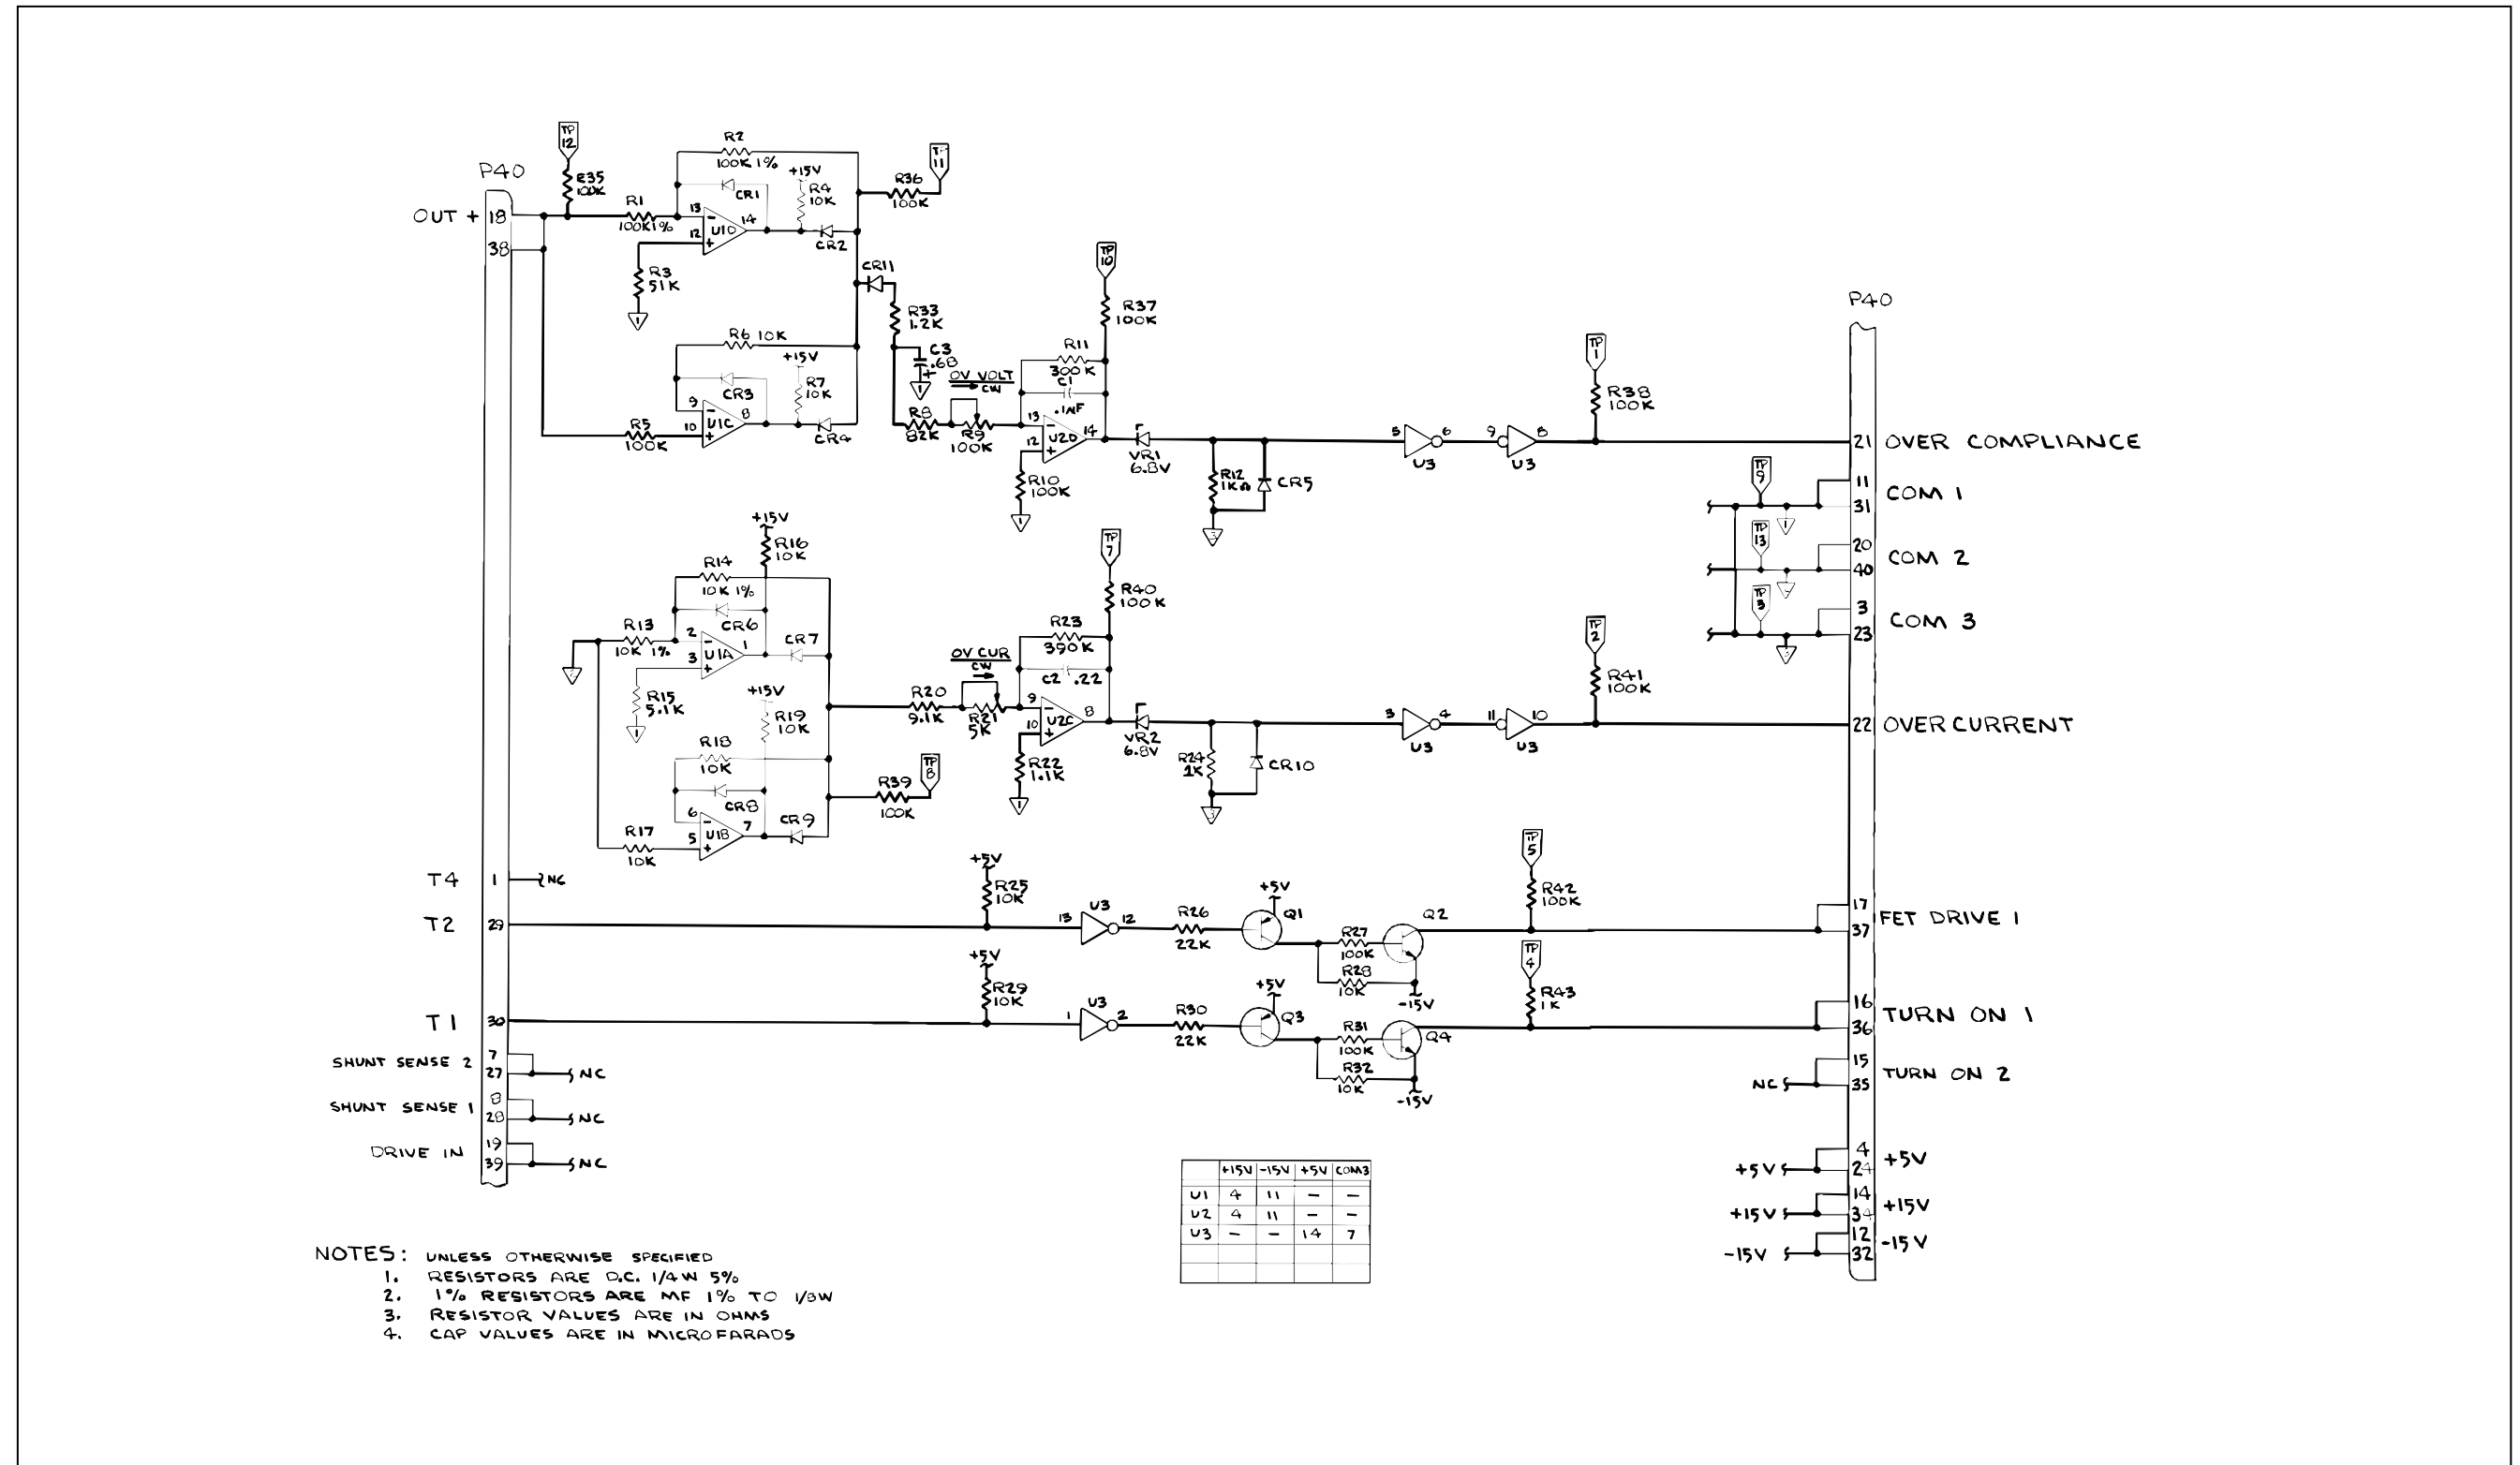 P40
OUT +
18
38
TP 12
R35
100K
R1
100K1%
R2
100K 1%
CR1
+15V
R4
10K
13
12
14
U1D
CR2
R3
51K
1
R36
100K
11
CR11
R33
1.2K
C3
.68
+
1
R6 10K
+15V
CR3
R7
10K
9
10
8
U1C
CR4
R5
100K
OV VOLT
CW
R8
82K
R9
100K
R11
300K
C1
.1MF
TP 10
R37
100K
13
12
14
U2D
R10
100K
1
VR1
6.8V
R12
1KΩ
CR5
3
5
6
U3
9
8
U3
TP 1
R38
100K
P40
21 OVER COMPLIANCE
TP 9
11
31
COM 1
1
TP 13
20
40
COM 2
TP 3
3
23
COM 3
3
+15V
R16
10K
R14
10K 1%
CR6
R13
10K 1%
2
3
1
U1A
CR7
R15
5.1K
1
+15V
R19
10K
R18
10K
CR8
6
5
7
U1B
CR9
R17
10K
R39
100K
TP 8
R20
9.1K
OV CUR
CW
R21
5K
R23
390K
C2 .22
TP 7
R40
100K
9
10
8
U2C
R22
1.1K
1
VR2
6.8V
R24
1K
CR10
3
3
4
U3
11
10
U3
TP 2
R41
100K
22 OVER CURRENT
T4 1 NC
T2 29
+5V
R25
10K
13
12
U3
R26
22K
+5V
Q1
R27
100K
R28
10K
Q2
-15V
TP 5
R42
100K
17
37
FET DRIVE 1
T1 30
+5V
R29
10K
1
2
U3
R30
22K
+5V
Q3
R31
100K
R32
10K
Q4
-15V
TP 4
R43
1K
16
36
TURN ON 1
NC
15
35
TURN ON 2
SHUNT SENSE 2
7
27
NC
SHUNT SENSE 1
8
28
NC
DRIVE IN
19
39
NC
+5V
4
24
+5V
+15V
14
34
+15V
-15V
12
32
-15V
+15V -15V +5V COM3
U1 4 11 - -
U2 4 11 - -
U3 - - 14 7
NOTES: UNLESS OTHERWISE SPECIFIED
1. RESISTORS ARE D.C. 1/4W 5%
2. 1% RESISTORS ARE MF 1% TO 1/8W
3. RESISTOR VALUES ARE IN OHMS
4. CAP VALUES ARE IN MICROFARADS